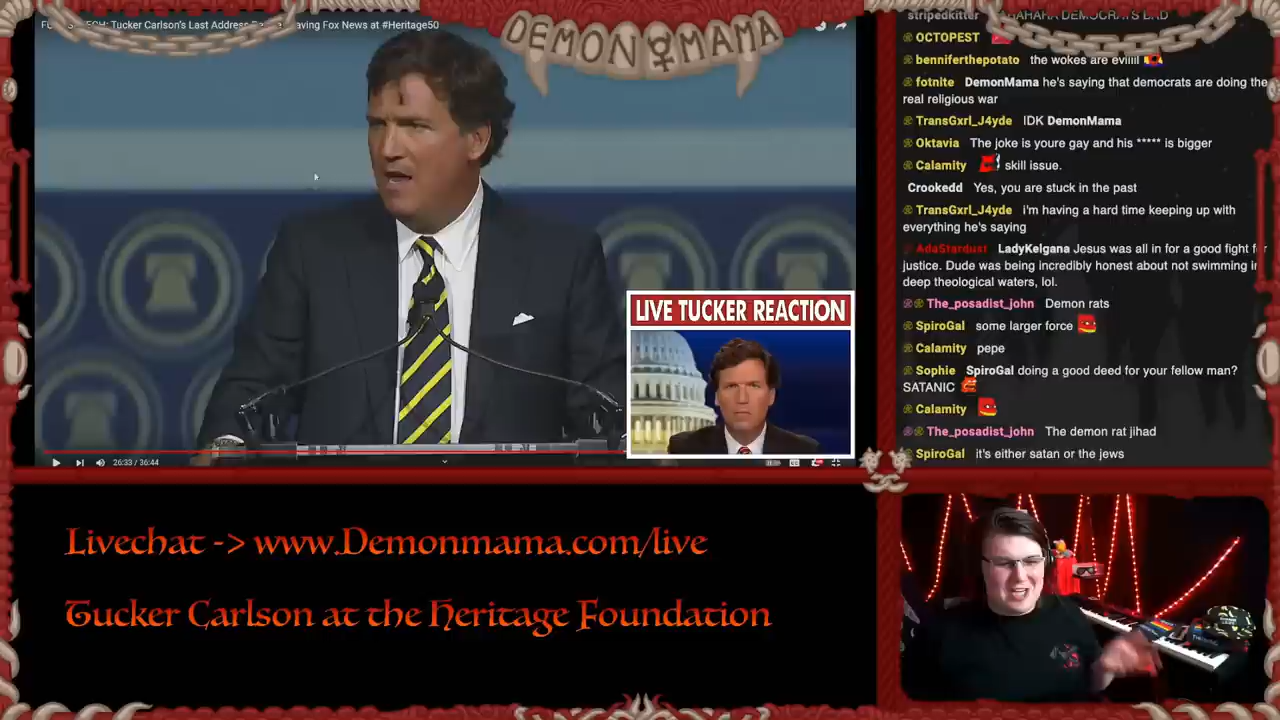 Tucker Carlson's Last Address
aving Fox News at #Heritage50
DEMON MAMA
LIVE TUCKER REACTION
26:33 / 36:44
stripedkitter
DEMOCRATS BAD
OCTOPEST
benniferthepotato the wokes are eviiiil
fotnite DemonMama he's saying that democrats are doing the
real religious war
TransGxrl_J4yde IDK DemonMama
Oktavia The joke is youre gay and his ***** is bigger
Calamity skill issue.
Crookedd Yes, you are stuck in the past
TransGxrl_J4yde i'm having a hard time keeping up with
everything he's saying
AdaStardust LadyKelgana Jesus was all in for a good fight for
justice. Dude was being incredibly honest about not swimming in
deep theological waters, lol.
The_posadist_john Demon rats
SpiroGal some larger force
Calamity pepe
Sophie SpiroGal doing a good deed for your fellow man?
SATANIC
Calamity
The_posadist_john The demon rat jihad
SpiroGal it's either satan or the jews
Livechat -> www.Demonmama.com/live
Tucker Carlson at the Heritage Foundation